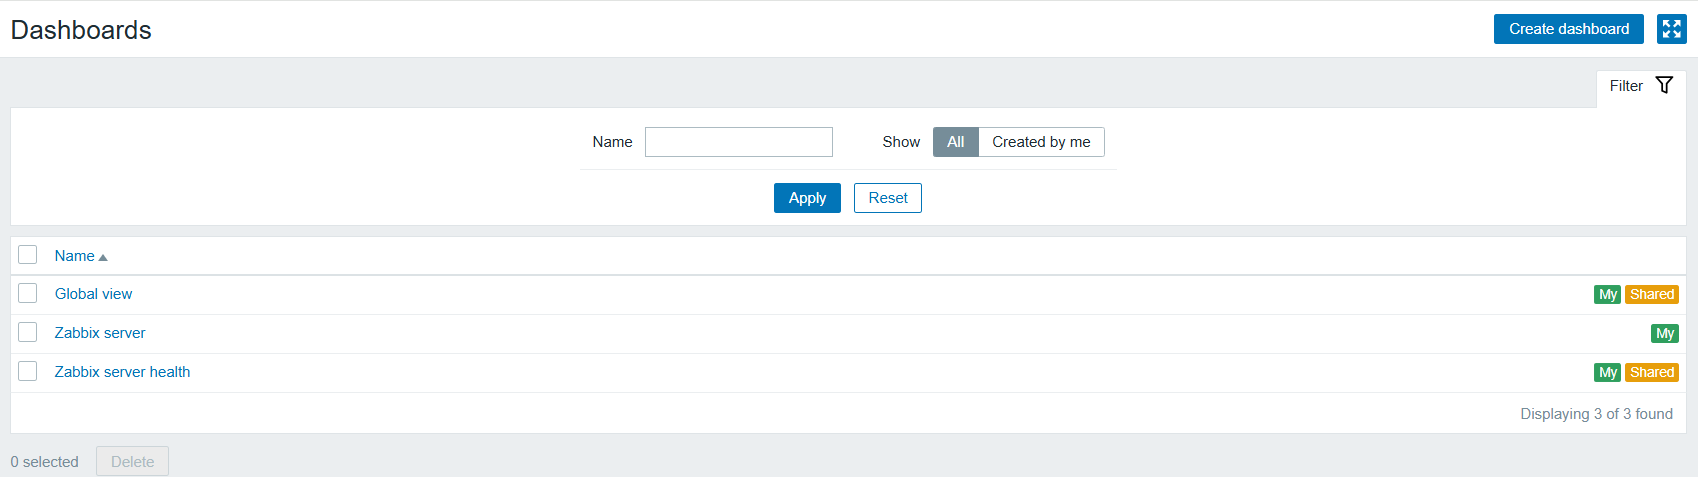 Dashboards
Create dashboard
Filter
Name
Show All Created by me
Apply Reset
Name
Global view My Shared
Zabbix server My
Zabbix server health My Shared
Displaying 3 of 3 found
0 selected Delete